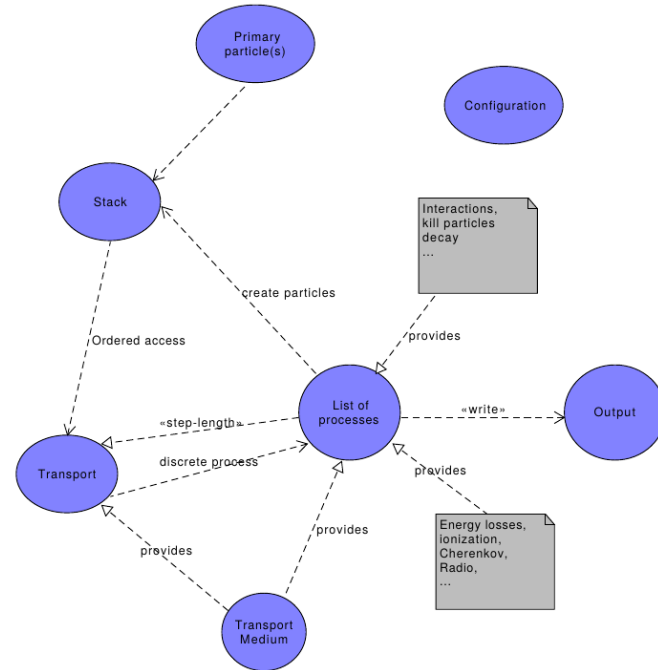 Primary
particle(s)
Configuration
Stack
Interactions,
kill particles
decay
...
create particles
provides
Ordered access
List of
processes
«step-length»
«write»
Output
Transport
discrete process
provides
provides
provides
Energy losses,
ionization,
Cherenkov,
Radio,
...
Transport
Medium